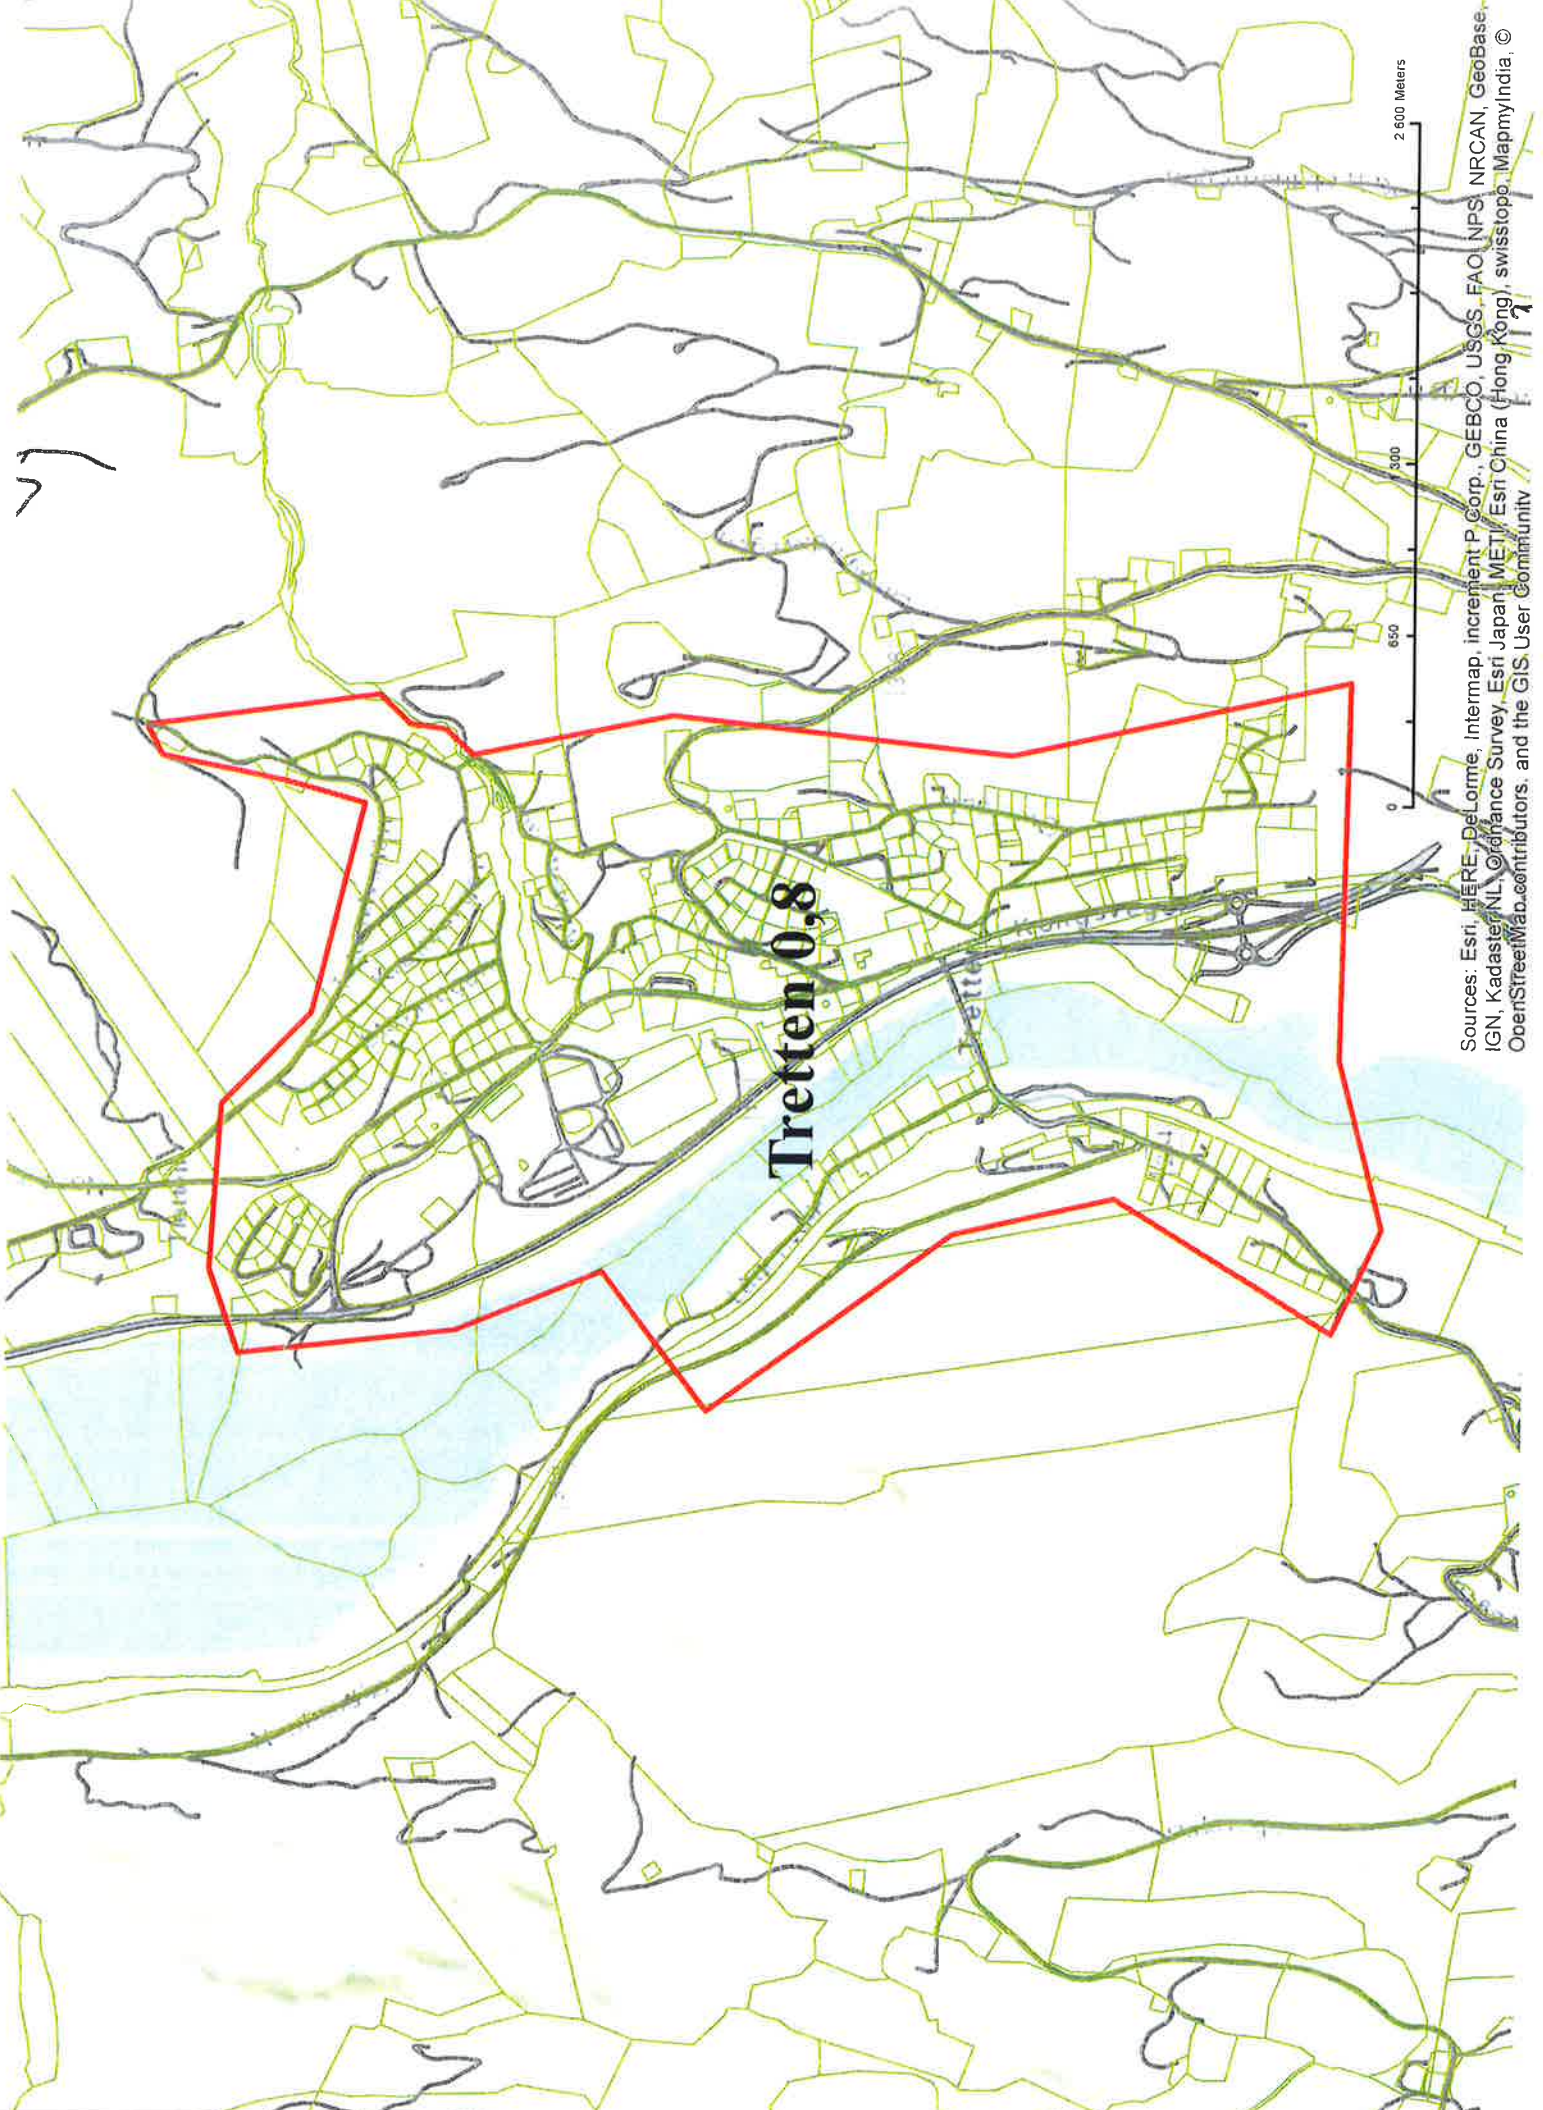 Tretten 0,8
Trette
Kongsvege
0
650
1 300
2 600 Meters
Sources: Esri, HERE, DeLorme, Intermap, increment P Corp., GEBCO, USGS, FAO, NPS, NRCAN, GeoBase,
IGN, Kadaster NL, Ordnance Survey, Esri Japan, METI, Esri China (Hong Kong), swisstopo, MapmyIndia, ©
OpenStreetMap contributors, and the GIS User Community